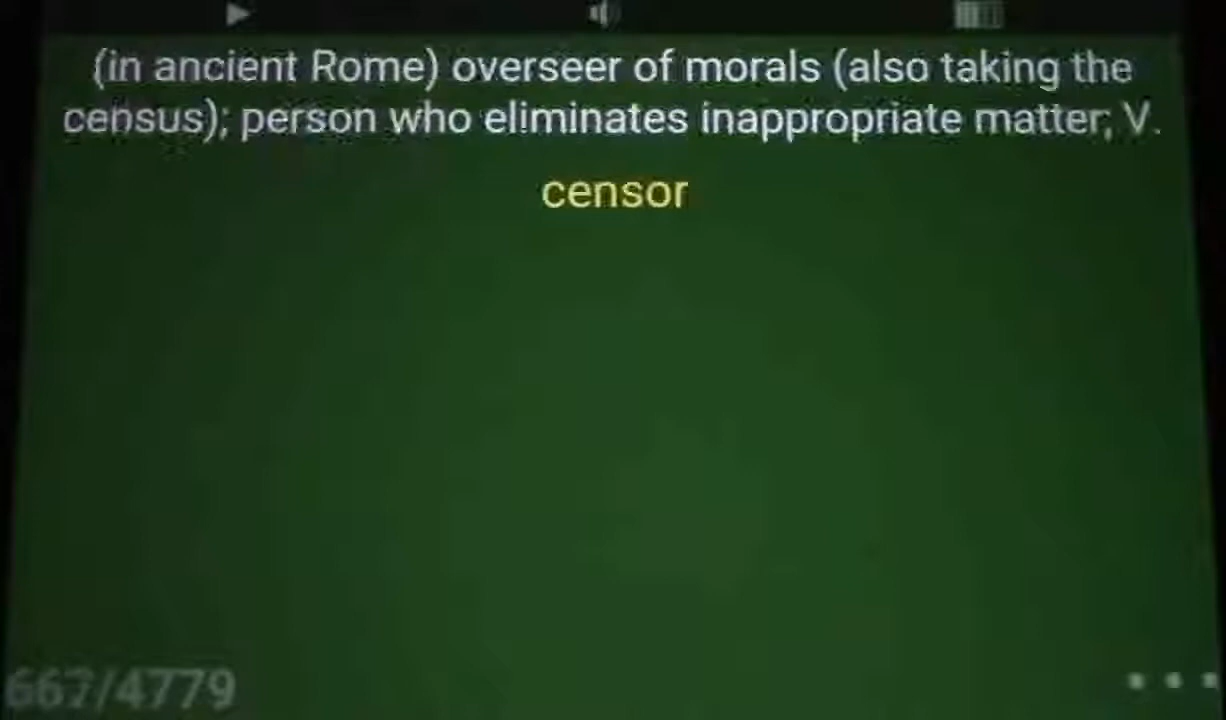 (in ancient Rome) overseer of morals (also taking the
census); person who eliminates inappropriate matter; V.
censor
667/4779